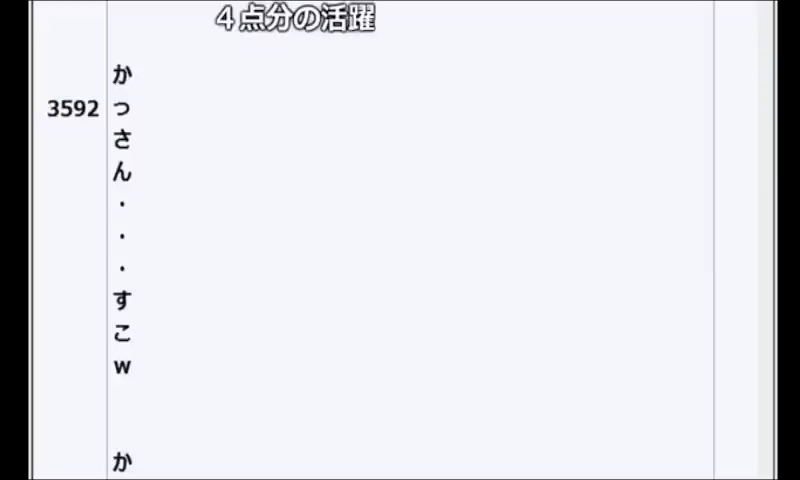 ４点分の活躍
3592
か
っ
さ
ん
・
・
・
す
こ
w
か